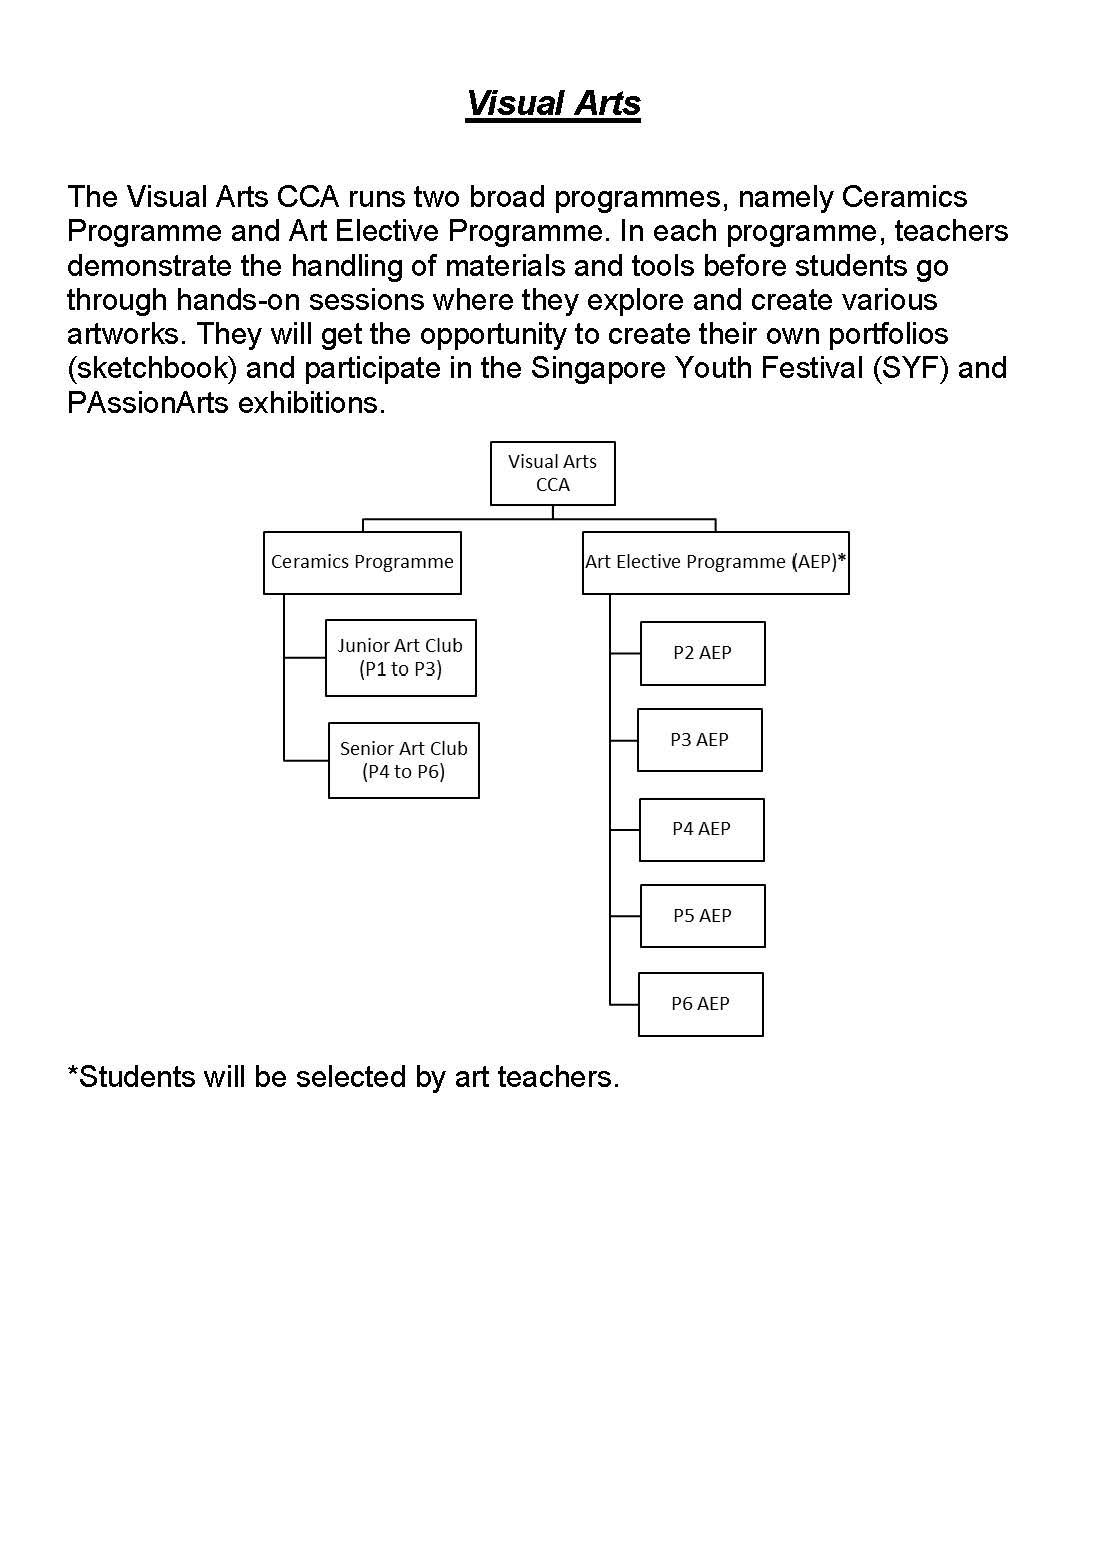 Visual Arts
The Visual Arts CCA runs two broad programmes, namely Ceramics
Programme and Art Elective Programme. In each programme, teachers
demonstrate the handling of materials and tools before students go
through hands-on sessions where they explore and create various
artworks. They will get the opportunity to create their own portfolios
(sketchbook) and participate in the Singapore Youth Festival (SYF) and
PAssionArts exhibitions.
Visual Arts
CCA
Ceramics Programme
Junior Art Club
(P1 to P3)
Senior Art Club
(P4 to P6)
Art Elective Programme (AEP)*
P2 AEP
P3 AEP
P4 AEP
P5 AEP
P6 AEP
*Students will be selected by art teachers.